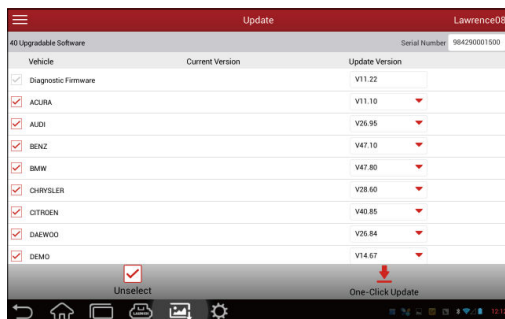 Update Lawrence08
40 Upgradable Software Serial Number 984290001500
Vehicle Current Version Update Version
Diagnostic Firmware V11.22
ACURA V11.10
AUDI V26.95
BENZ V47.10
BMW V47.80
CHRYSLER V28.60
CITROEN V40.85
DAEWOO V26.84
DEMO V14.67
Unselect One-Click Update